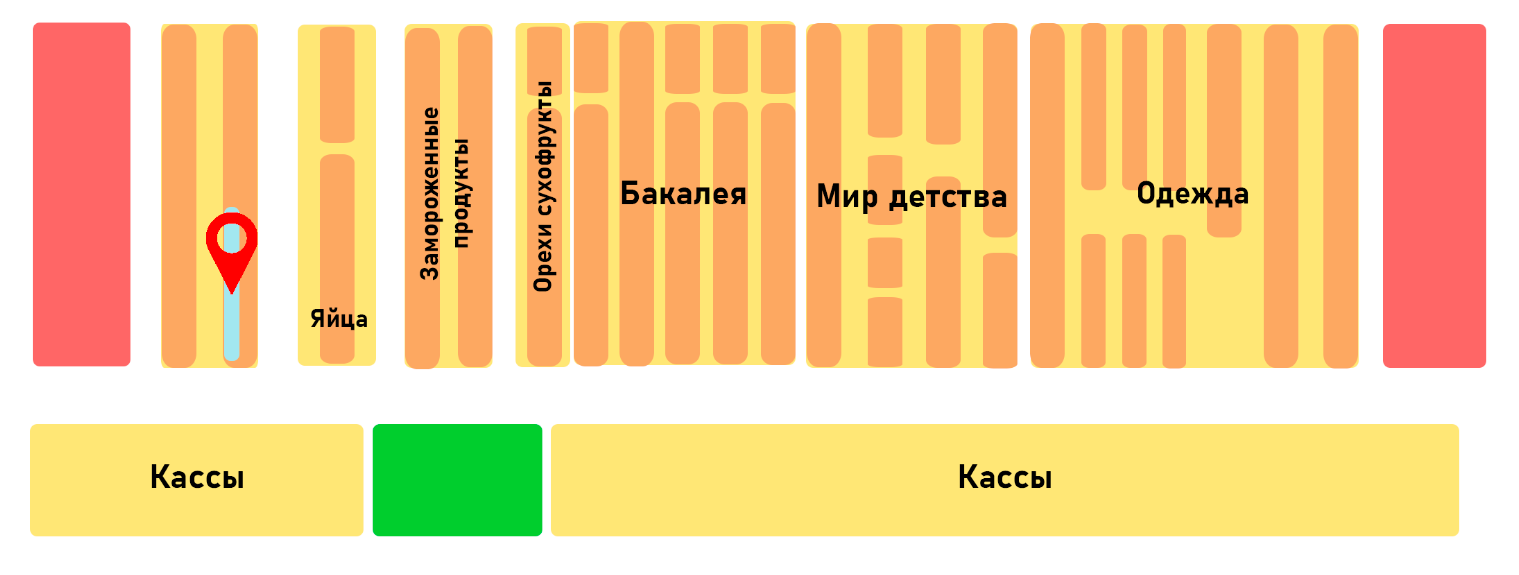 Яйца
Замороженные
продукты
Орехи сухофрукты
Бакалея
Мир детства
Одежда
Кассы
Кассы